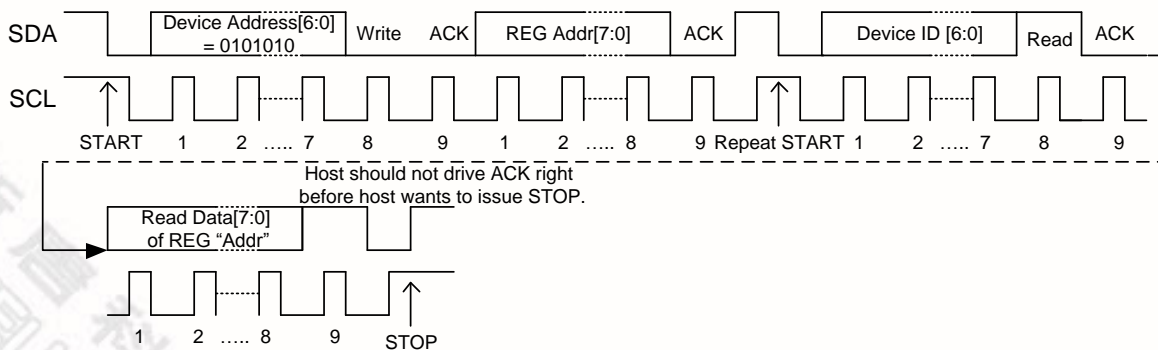 SDA
Device Address[6:0]
= 0101010
Write
ACK
REG Addr[7:0]
ACK
Device ID [6:0]
Read
ACK
SCL
START 1 2 ..... 7 8 9 1 2 ..... 8 9 Repeat START 1 2 ..... 7 8 9
Host should not drive ACK right
before host wants to issue STOP.
Read Data[7:0]
of REG “Addr”
1 2 ..... 8 9 STOP